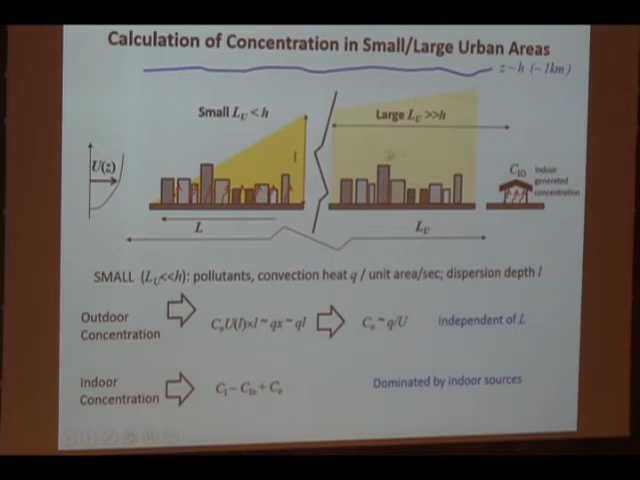 Calculation of Concentration in Small/Large Urban Areas
z~h (~1km)
Small L_U < h
Large L_U >>h
U(z)
l
C_IO Indoor
generated
concentration
L
L_U
SMALL (L_U<<h): pollutants, convection heat q / unit area/sec; dispersion depth l
Outdoor
Concentration
C_o U(l)×l ~ qx ~ ql
C_o ~ q/U
Independent of L
Indoor
Concentration
C_I ~ C_Io + C_o
Dominated by indoor sources